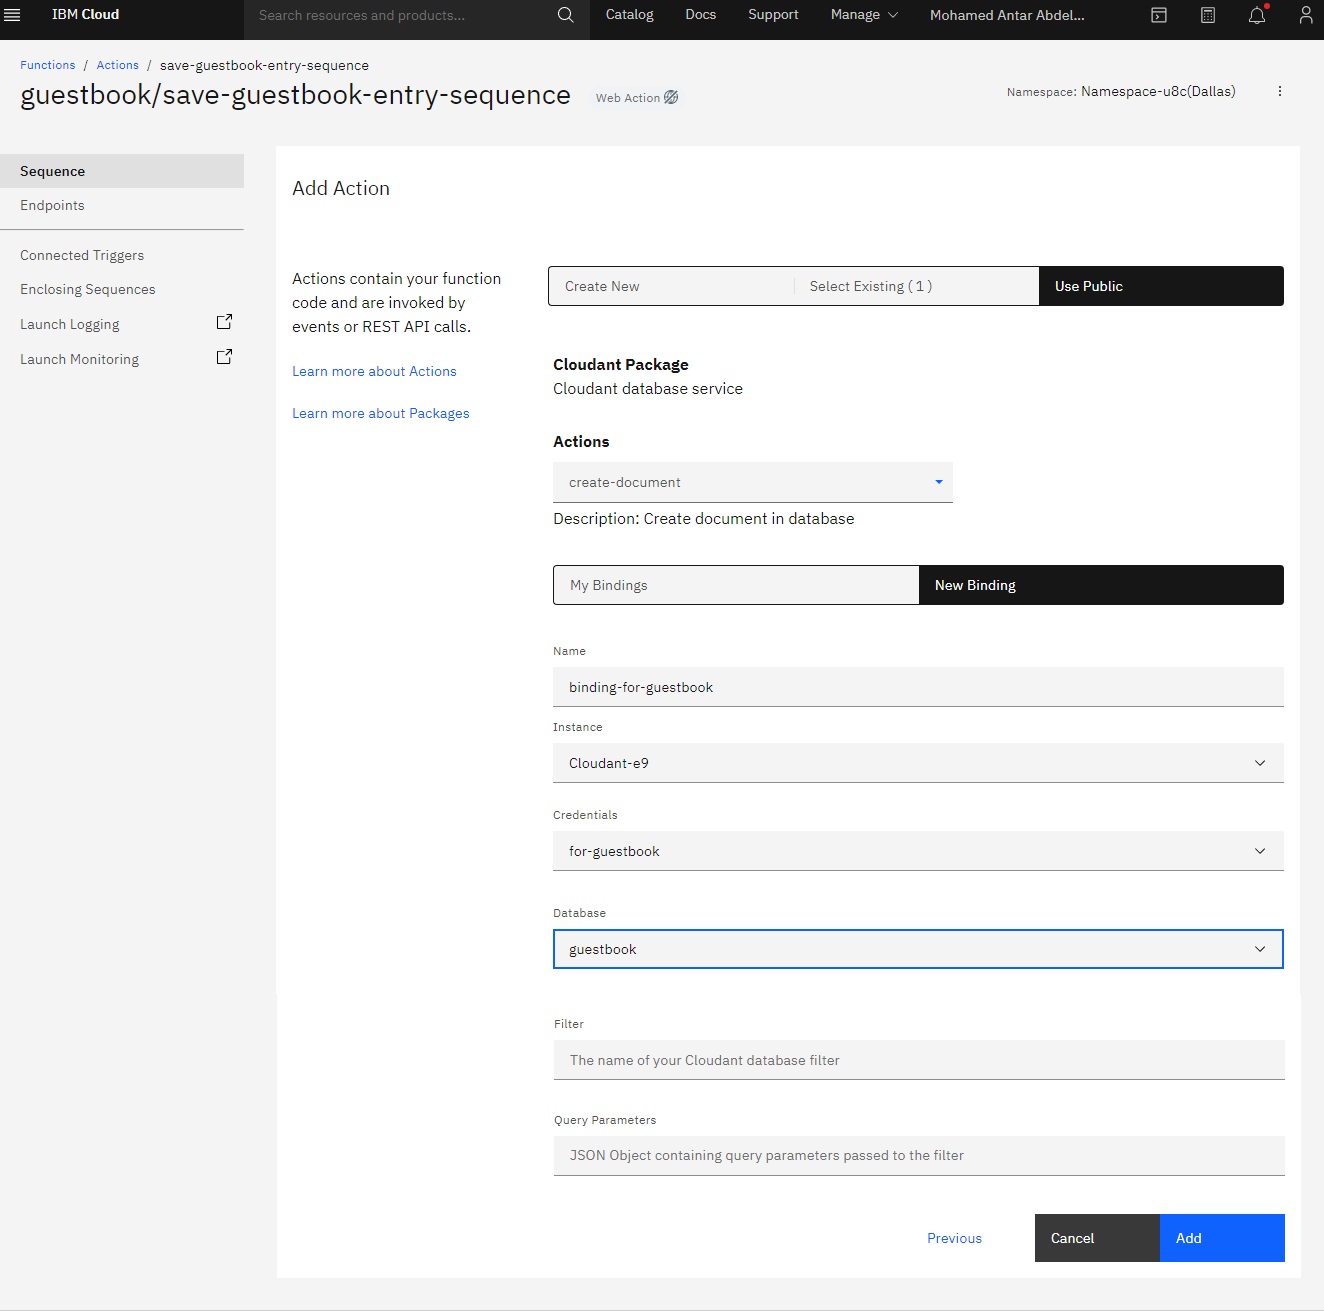 IBM Cloud
Search resources and products...
Catalog
Docs
Support
Manage
Mohamed Antar Abdel...
Functions / Actions / save-guestbook-entry-sequence
guestbook/save-guestbook-entry-sequence
Web Action
Namespace: Namespace-u8c(Dallas)
Sequence
Endpoints
Connected Triggers
Enclosing Sequences
Launch Logging
Launch Monitoring
Add Action
Actions contain your function
code and are invoked by
events or REST API calls.
Learn more about Actions
Learn more about Packages
Create New
Select Existing ( 1 )
Use Public
Cloudant Package
Cloudant database service
Actions
create-document
Description: Create document in database
My Bindings
New Binding
Name
binding-for-guestbook
Instance
Cloudant-e9
Credentials
for-guestbook
Database
guestbook
Filter
The name of your Cloudant database filter
Query Parameters
JSON Object containing query parameters passed to the filter
Previous
Cancel
Add